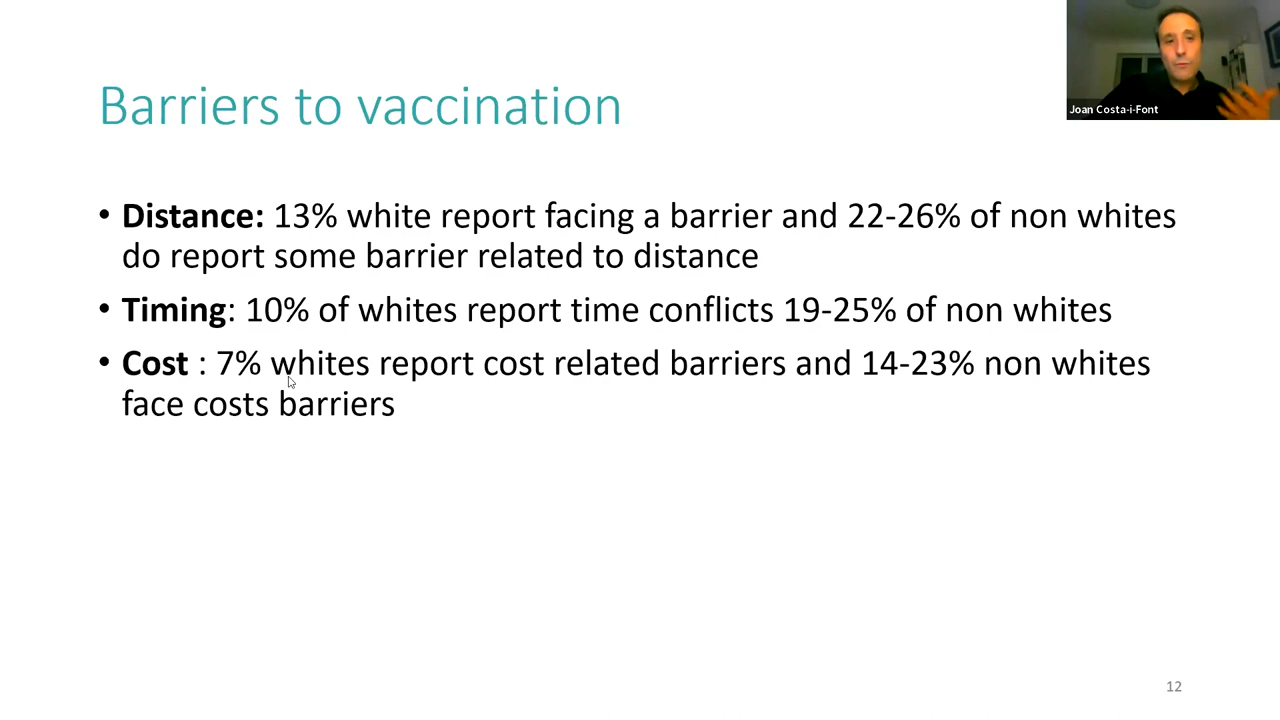 Joan Costa-i-Font
Barriers to vaccination
• Distance: 13% white report facing a barrier and 22-26% of non whites
do report some barrier related to distance
• Timing: 10% of whites report time conflicts 19-25% of non whites
• Cost : 7% whites report cost related barriers and 14-23% non whites
face costs barriers
12